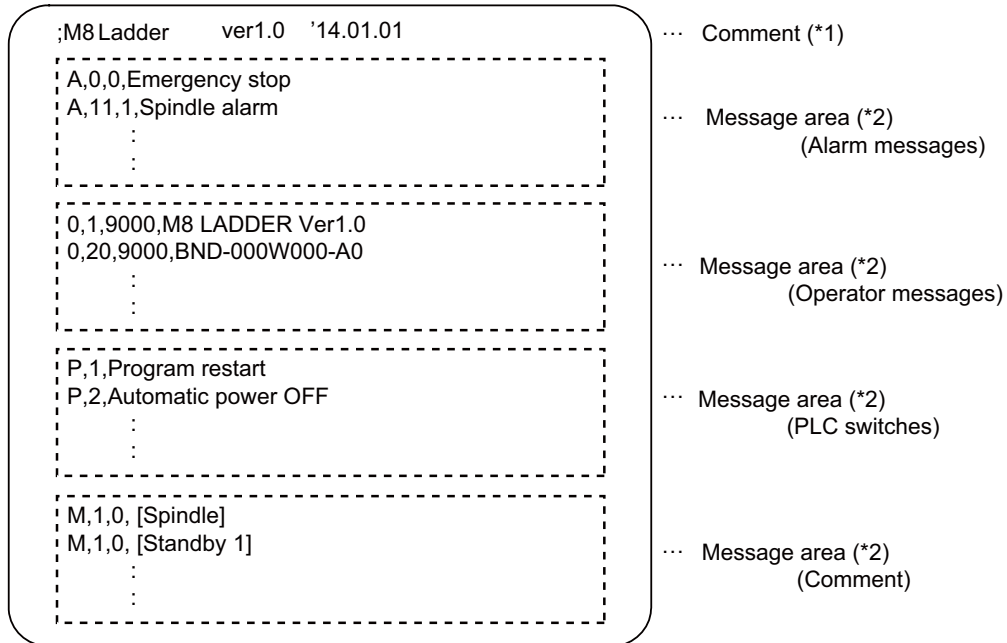 ;M8 Ladder ver1.0 '14.01.01 … Comment (*1)
A,0,0,Emergency stop
A,11,1,Spindle alarm
:
:
… Message area (*2)
(Alarm messages)
0,1,9000,M8 LADDER Ver1.0
0,20,9000,BND-000W000-A0
:
:
… Message area (*2)
(Operator messages)
P,1,Program restart
P,2,Automatic power OFF
:
:
… Message area (*2)
(PLC switches)
M,1,0, [Spindle]
M,1,0, [Standby 1]
:
:
… Message area (*2)
(Comment)